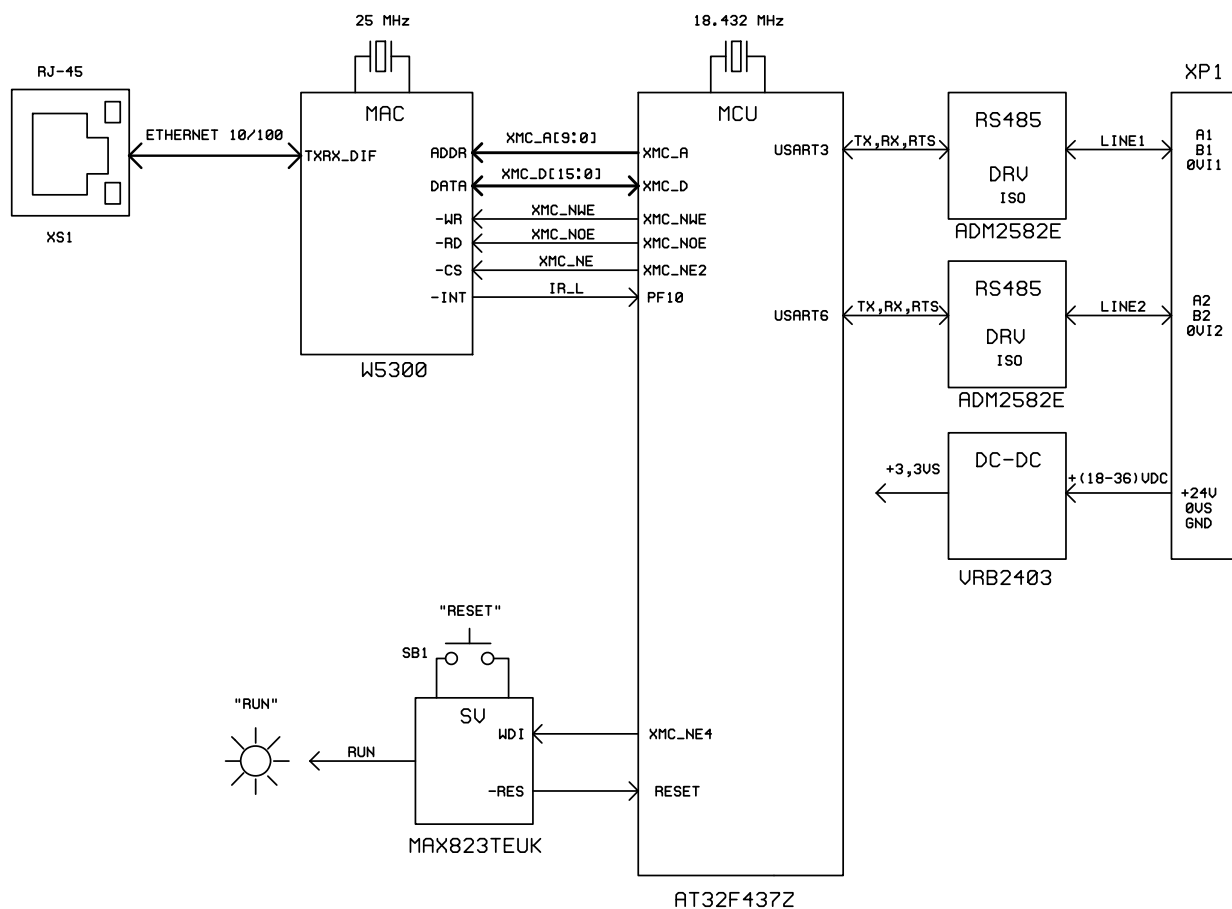 25 MHz
18.432 MHz
RJ-45
XP1
MAC
MCU
RS485
DRV
ISO
ADM2582E
ETHERNET 10/100
TXRX_DIF
ADDR
XMC_A[9:0]
XMC_A
DATA
XMC_D[15:0]
XMC_D
-WR
XMC_NWE
XMC_NWE
-RD
XMC_NOE
XMC_NOE
-CS
XMC_NE
XMC_NE2
-INT
IR_L
PF10
W5300
XS1
USART3
TX,RX,RTS
LINE1
A1
B1
0VI1
USART6
TX,RX,RTS
RS485
DRV
ISO
ADM2582E
LINE2
A2
B2
0VI2
+3,3VS
DC-DC
+(18-36)VDC
+24V
0VS
GND
VRB2403
"RESET"
SB1
"RUN"
RUN
SV
WDI
XMC_NE4
-RES
RESET
MAX823TEUK
AT32F437Z